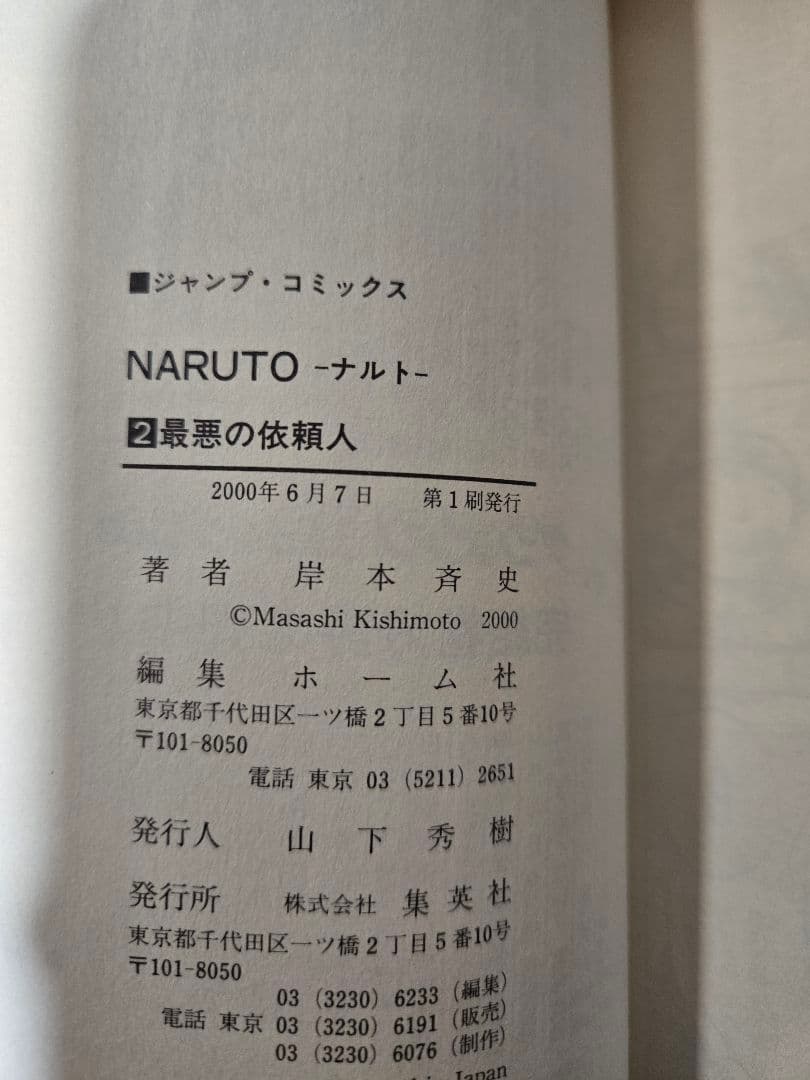 ■ジャンプ・コミックス
NARUTO -ナルト-
2 最悪の依頼人
2000年6月7日 第1刷発行
著者 岸本斉史
©Masashi Kishimoto 2000
編集 ホーム社
東京都千代田区一ツ橋2丁目5番10号
〒101-8050
電話 東京 03 (5211) 2651
発行人 山下秀樹
発行所 株式会社 集英社
東京都千代田区一ツ橋2丁目5番10号
〒101-8050
03 (3230) 6233 (編集)
電話 東京 03 (3230) 6191 (販売)
03 (3230) 6076 (制作)
Japan